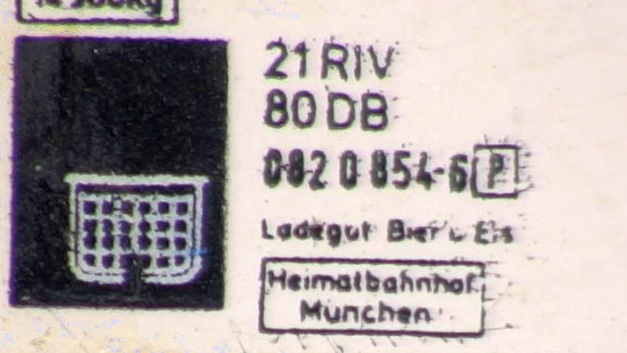 21 RIV
80 DB
082 0 854-6 P
Ladegut Bier u Eis
Heimatbahnhof
München